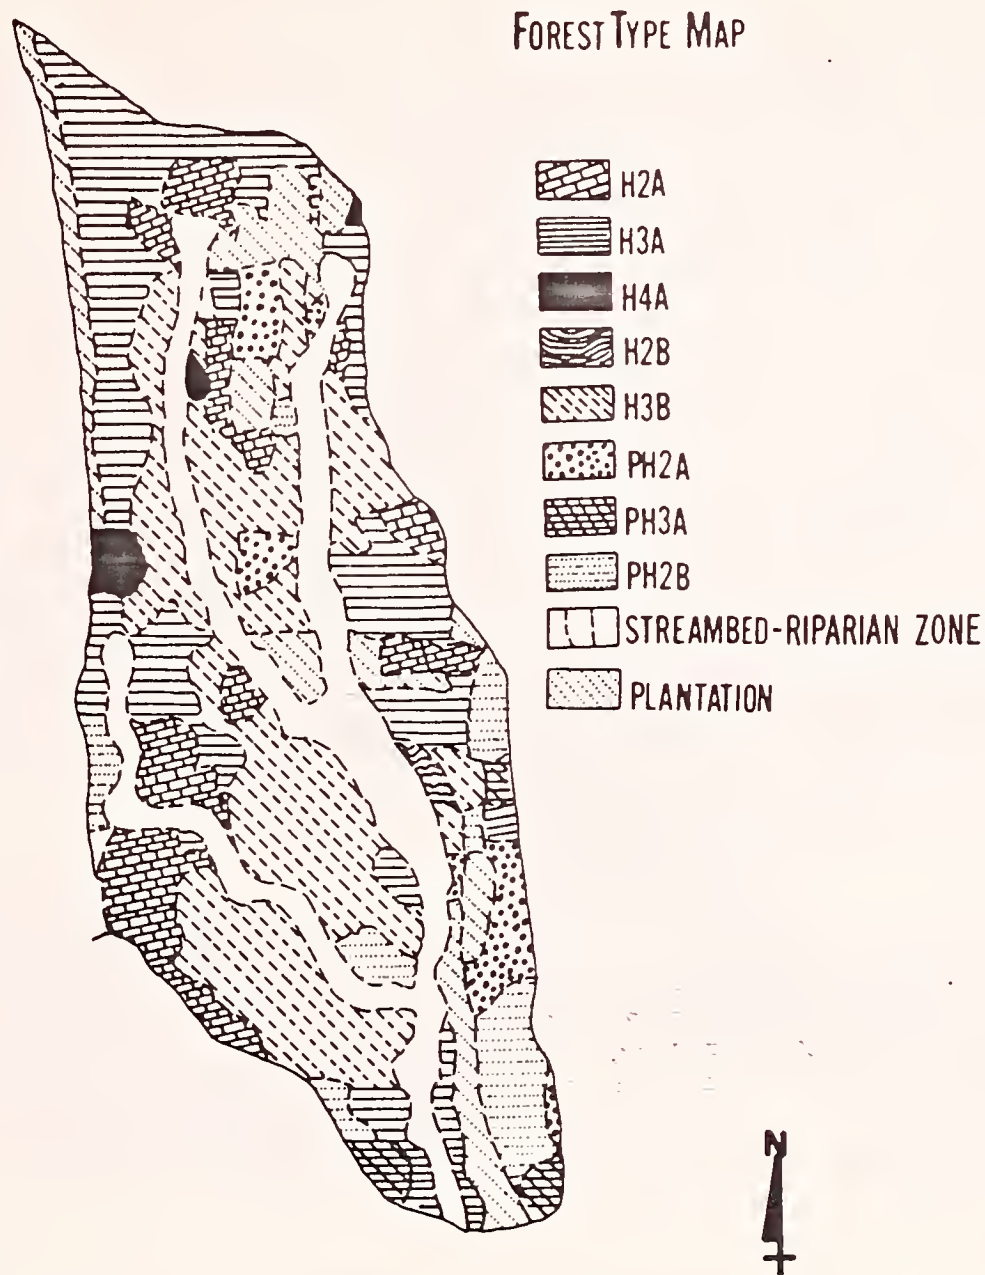 FOREST TYPE MAP
H2A
H3A
H4A
H2B
H3B
PH2A
PH3A
PH2B
STREAMBED-RIPARIAN ZONE
PLANTATION
N